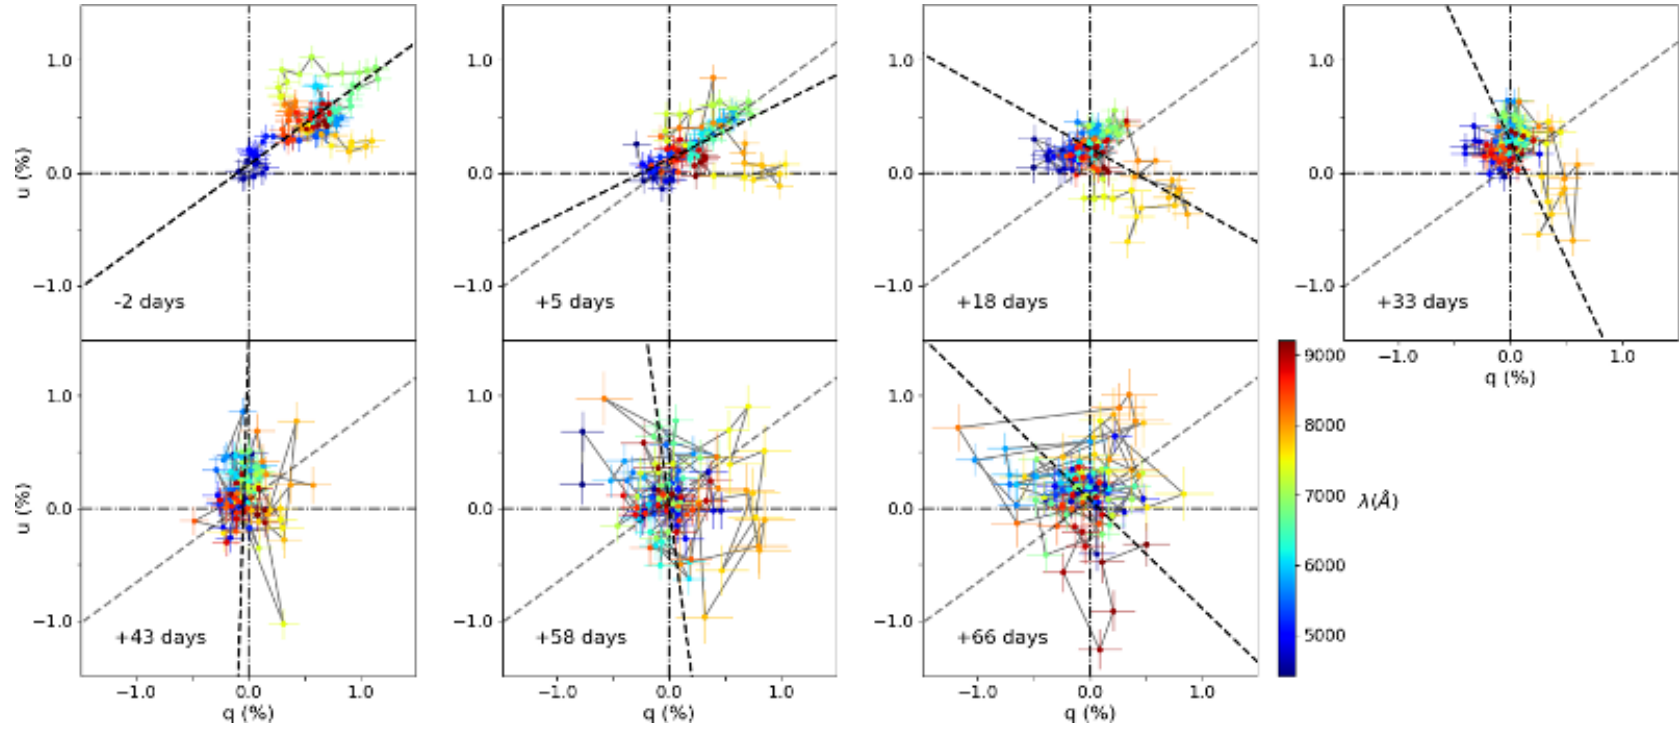 1.0
0.0
−1.0
u (%)
-2 days
1.0
0.0
−1.0
+5 days
1.0
0.0
−1.0
+18 days
1.0
0.0
−1.0
+33 days
−1.0 0.0 1.0
q (%)
1.0
0.0
−1.0
u (%)
+43 days
−1.0 0.0 1.0
q (%)
1.0
0.0
−1.0
+58 days
−1.0 0.0 1.0
q (%)
1.0
0.0
−1.0
+66 days
−1.0 0.0 1.0
q (%)
9000
8000
7000
6000
5000
λ(Å)